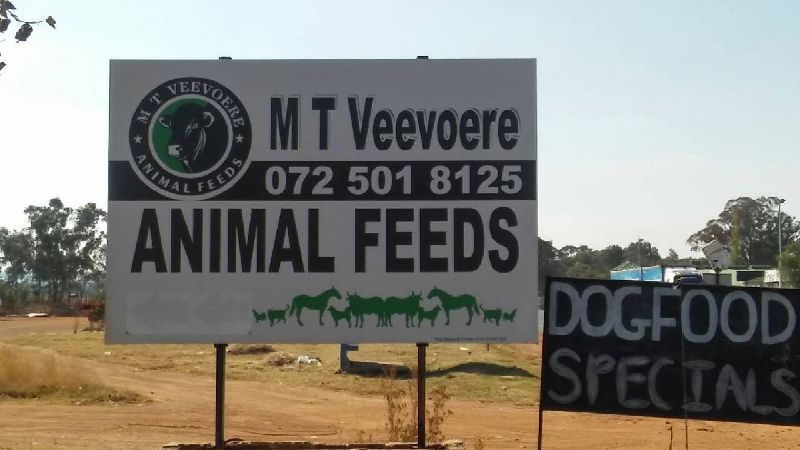 M T VEEVOERE
ANIMAL FEEDS
M T Veevoere
072 501 8125
ANIMAL FEEDS
DOGFOOD
SPECIALS